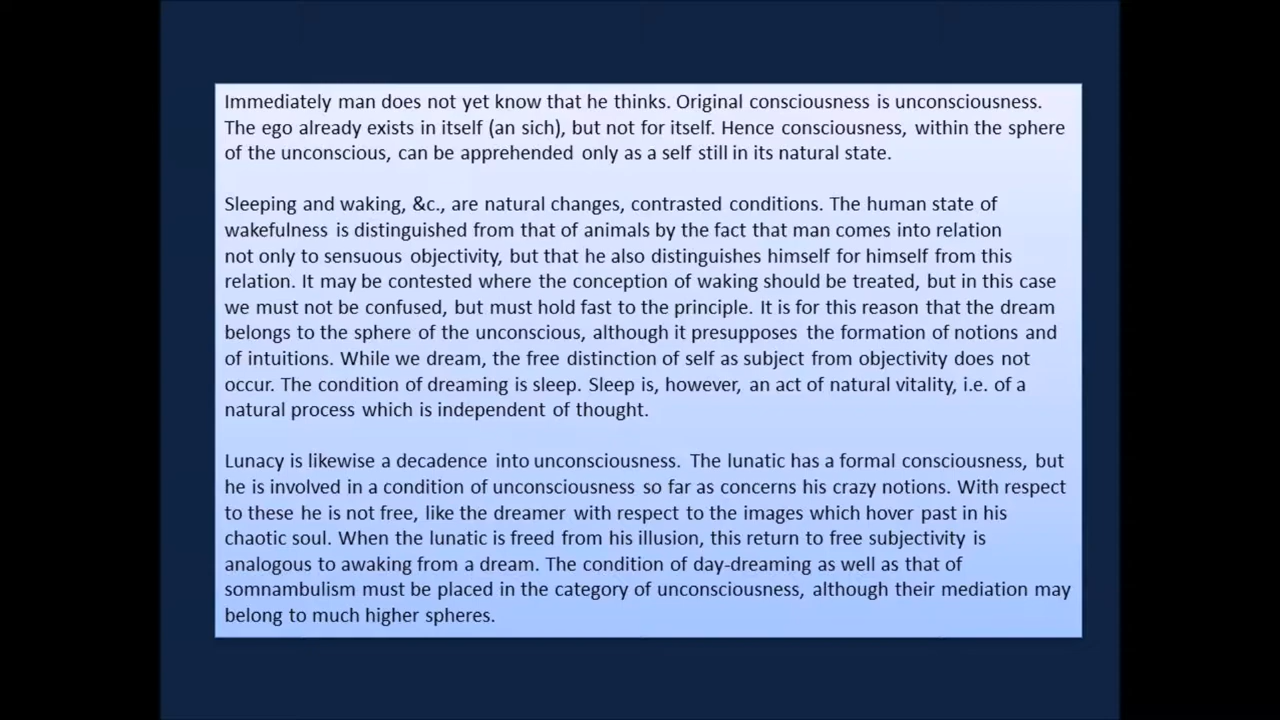 Immediately man does not yet know that he thinks. Original consciousness is unconsciousness.
The ego already exists in itself (an sich), but not for itself. Hence consciousness, within the sphere
of the unconscious, can be apprehended only as a self still in its natural state.
Sleeping and waking, &c., are natural changes, contrasted conditions. The human state of
wakefulness is distinguished from that of animals by the fact that man comes into relation
not only to sensuous objectivity, but that he also distinguishes himself for himself from this
relation. It may be contested where the conception of waking should be treated, but in this case
we must not be confused, but must hold fast to the principle. It is for this reason that the dream
belongs to the sphere of the unconscious, although it presupposes the formation of notions and
of intuitions. While we dream, the free distinction of self as subject from objectivity does not
occur. The condition of dreaming is sleep. Sleep is, however, an act of natural vitality, i.e. of a
natural process which is independent of thought.
Lunacy is likewise a decadence into unconsciousness. The lunatic has a formal consciousness, but
he is involved in a condition of unconsciousness so far as concerns his crazy notions. With respect
to these he is not free, like the dreamer with respect to the images which hover past in his
chaotic soul. When the lunatic is freed from his illusion, this return to free subjectivity is
analogous to awaking from a dream. The condition of day-dreaming as well as that of
somnambulism must be placed in the category of unconsciousness, although their mediation may
belong to much higher spheres.